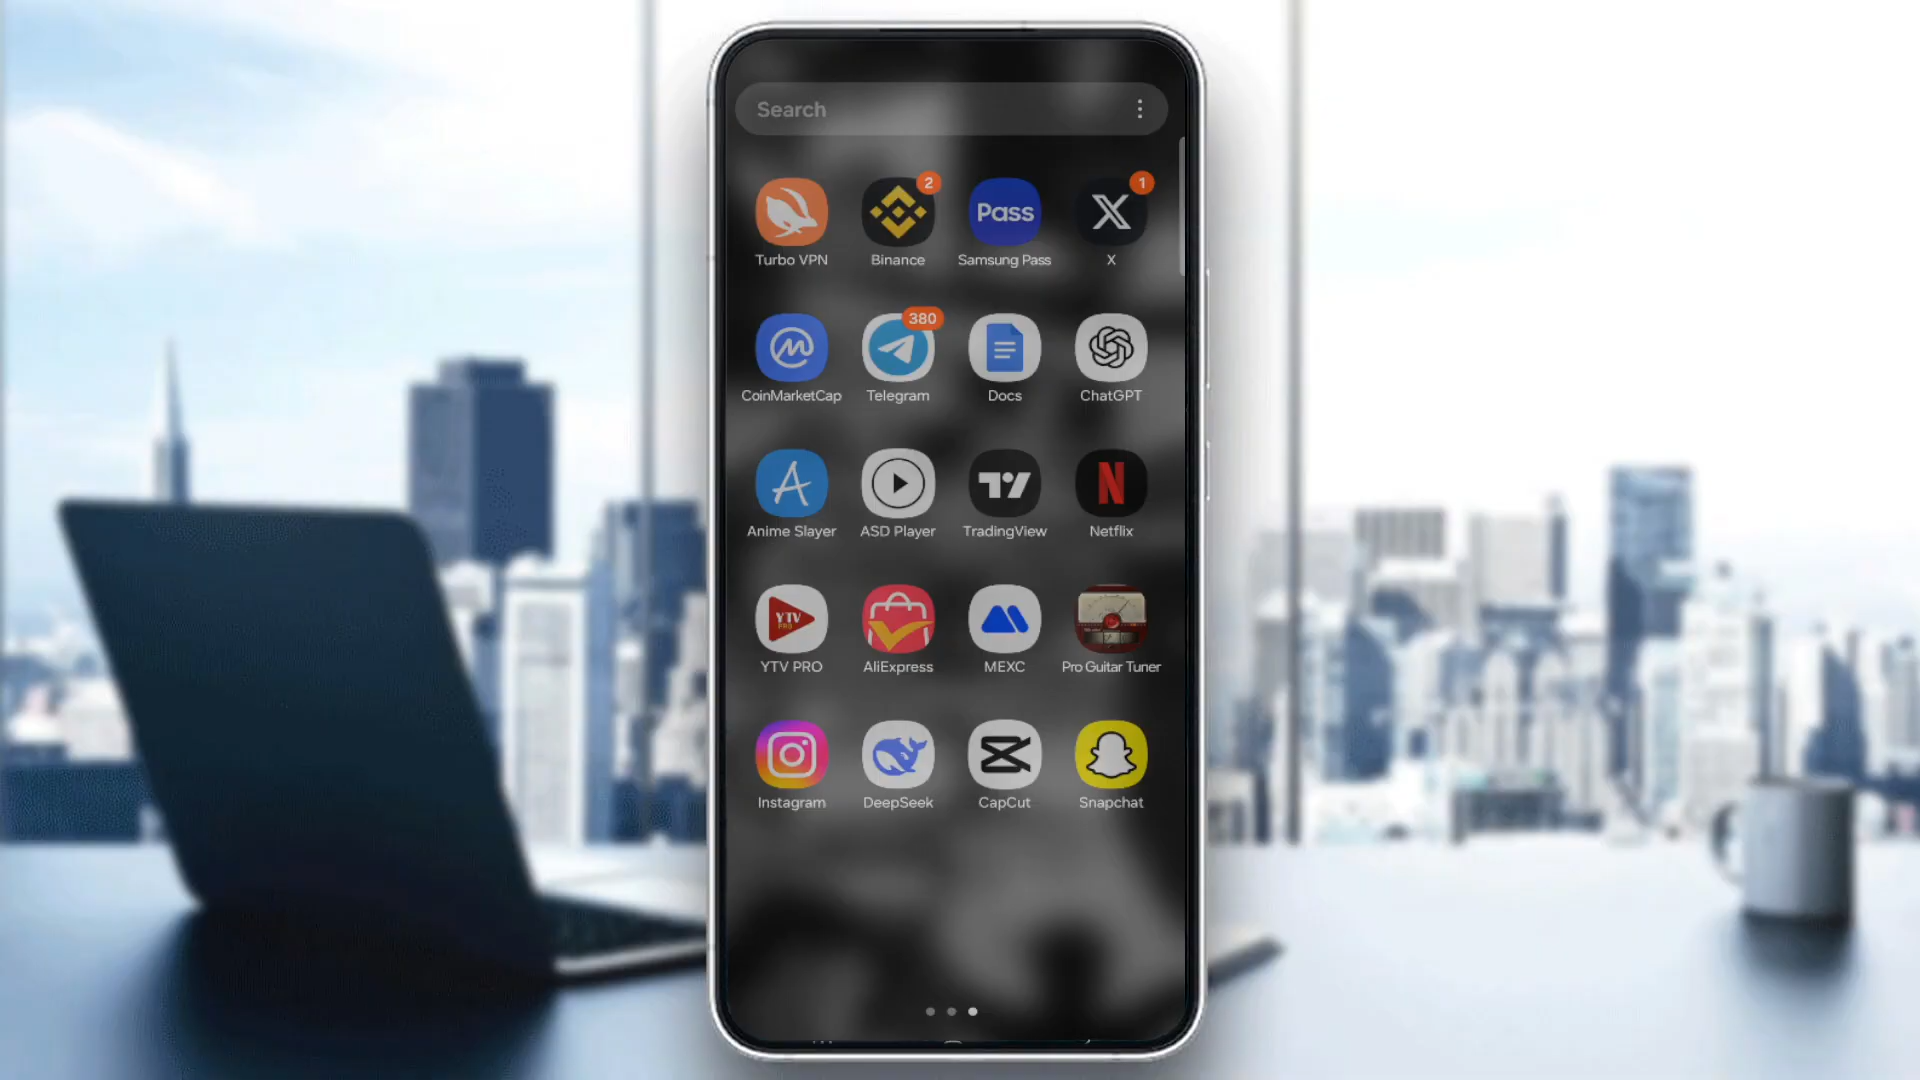 Search
2
1
Pass
Turbo VPN Binance Samsung Pass X
380
CoinMarketCap Telegram Docs ChatGPT
Anime Slayer ASD Player TradingView Netflix
YTV
PRO
YTV PRO AliExpress MEXC Pro Guitar Tuner
Instagram DeepSeek CapCut Snapchat